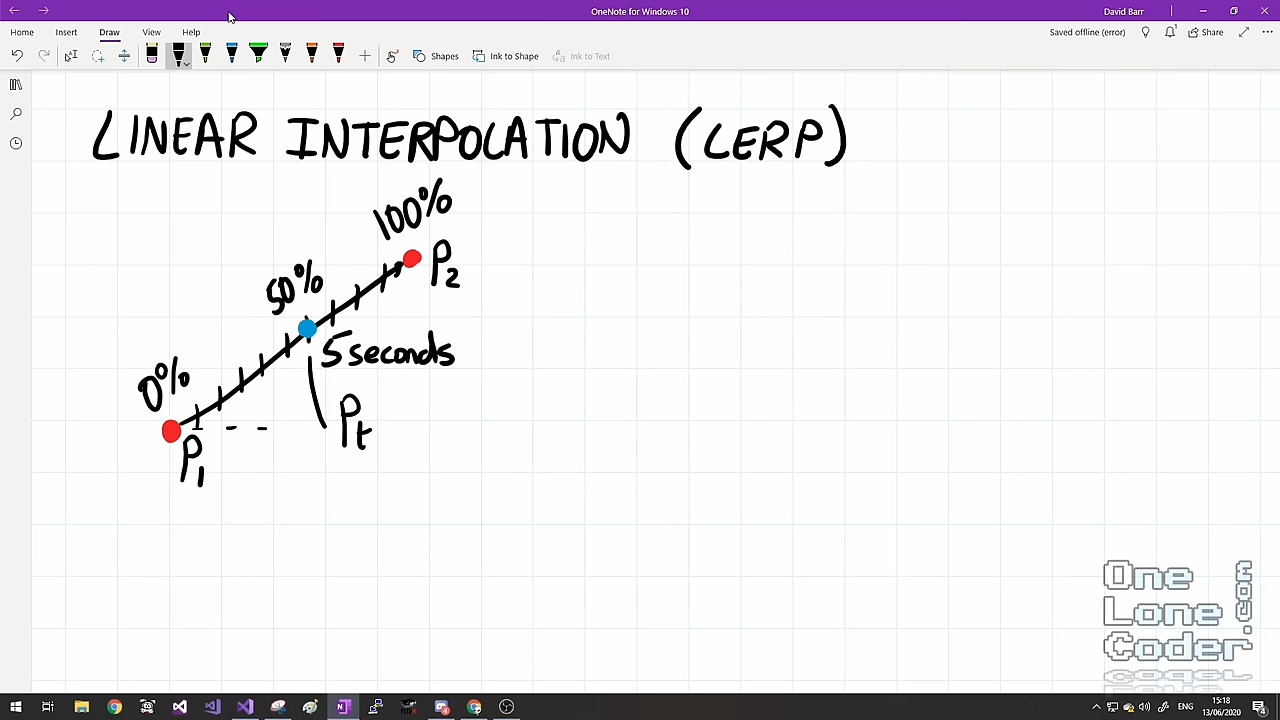 OneNote for Windows 10
David Barr
Home Insert Draw View Help
Saved offline (error)
Share
Shapes
Ink to Shape
Ink to Text
LINEAR INTERPOLATION (LERP)
100%
P2
50%
5 seconds
0%
Pt
P1
One
Lone
Coder
.com
ENG
15:18
13/06/2020